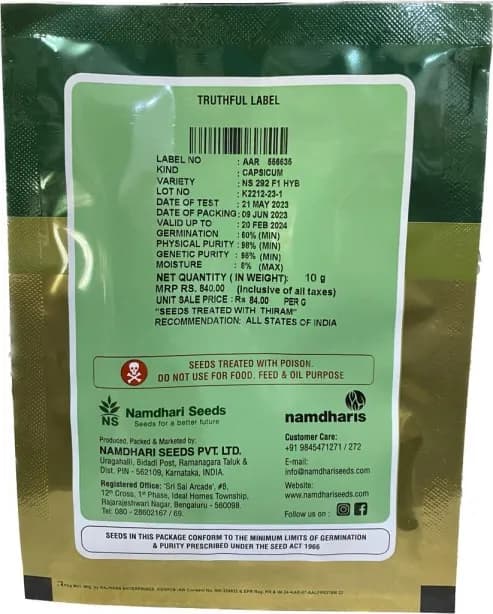 TRUTHFUL LABEL
LABEL NO : AAR 556635
KIND : CAPSICUM
VARIETY : NS 292 F1 HYB
LOT NO : K2212-23-1
DATE OF TEST : 21 MAY 2023
DATE OF PACKING : 09 JUN 2023
VALID UP TO : 20 FEB 2024
GERMINATION : 60% (MIN)
PHYSICAL PURITY : 98% (MIN)
GENETIC PURITY : 95% (MIN)
MOISTURE : 8% (MAX)
NET QUANTITY ( IN WEIGHT): 10 g
MRP RS. 840.00 (Inclusive of all taxes)
UNIT SALE PRICE : Rs 84.00 PER G
"SEEDS TREATED WITH THIRAM"
RECOMMENDATION: ALL STATES OF INDIA
SEEDS TREATED WITH POISON.
DO NOT USE FOR FOOD, FEED & OIL PURPOSE
NS Namdhari Seeds
Seeds for a better future
namdharis
Produced, Packed & Marketed by:
NAMDHARI SEEDS PVT. LTD.
Uragahalli, Bidadi Post, Ramanagara Taluk &
Dist. PIN - 562109, Karnataka, INDIA.
Registered Office: 'Sri Sai Arcade', #8,
12th Cross, 1st Phase, Ideal Homes Township,
Rajarajeshwari Nagar, Bengaluru - 560098.
Tel: 080 - 28602167 / 69.
Customer Care:
+91 9845471271 / 272
E-mail:
info@namdhariseeds.com
Website:
www.namdhariseeds.com
Follow us on :
SEEDS IN THIS PACKAGE CONFORM TO THE MINIMUM LIMITS OF GERMINATION
& PURITY PRESCRIBED UNDER THE SEED ACT 1966